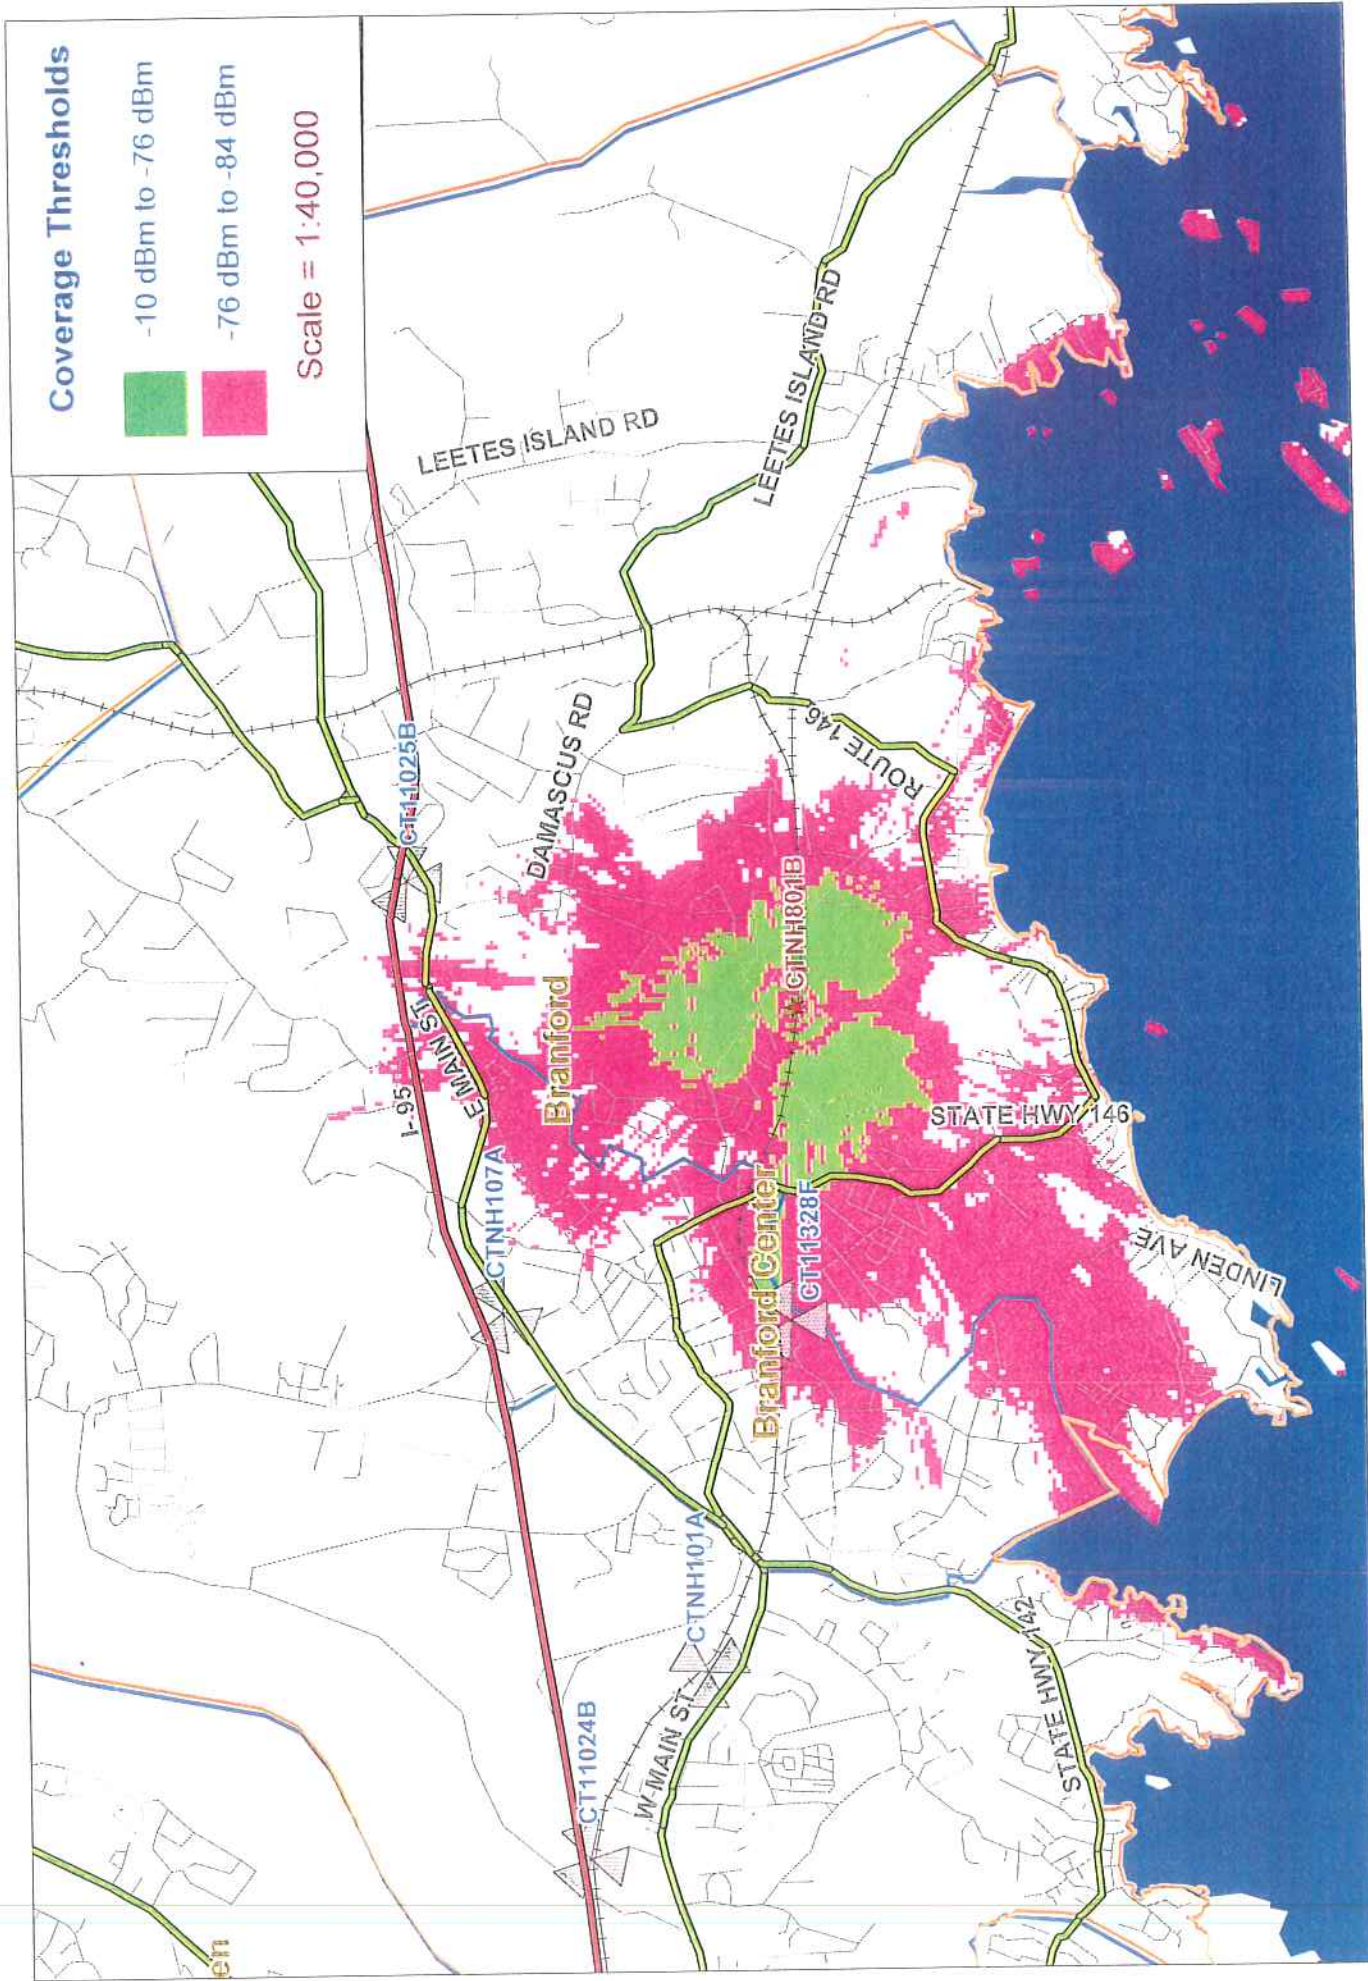 Coverage Thresholds
-10 dBm to -76 dBm
-76 dBm to -84 dBm
Scale = 1:40,000
en
CT11024B
W-MAIN ST
CTNH101A
CTNH107A
I-95
E MAIN ST
CT11025B
LEETES ISLAND RD
DAMASCUS RD
Branford
LEETES ISLAND RD
Branford Center
CT11328F
CTNH801B
ROUTE 146
STATE HWY 146
STATE HWY 142
LINDEN AVE